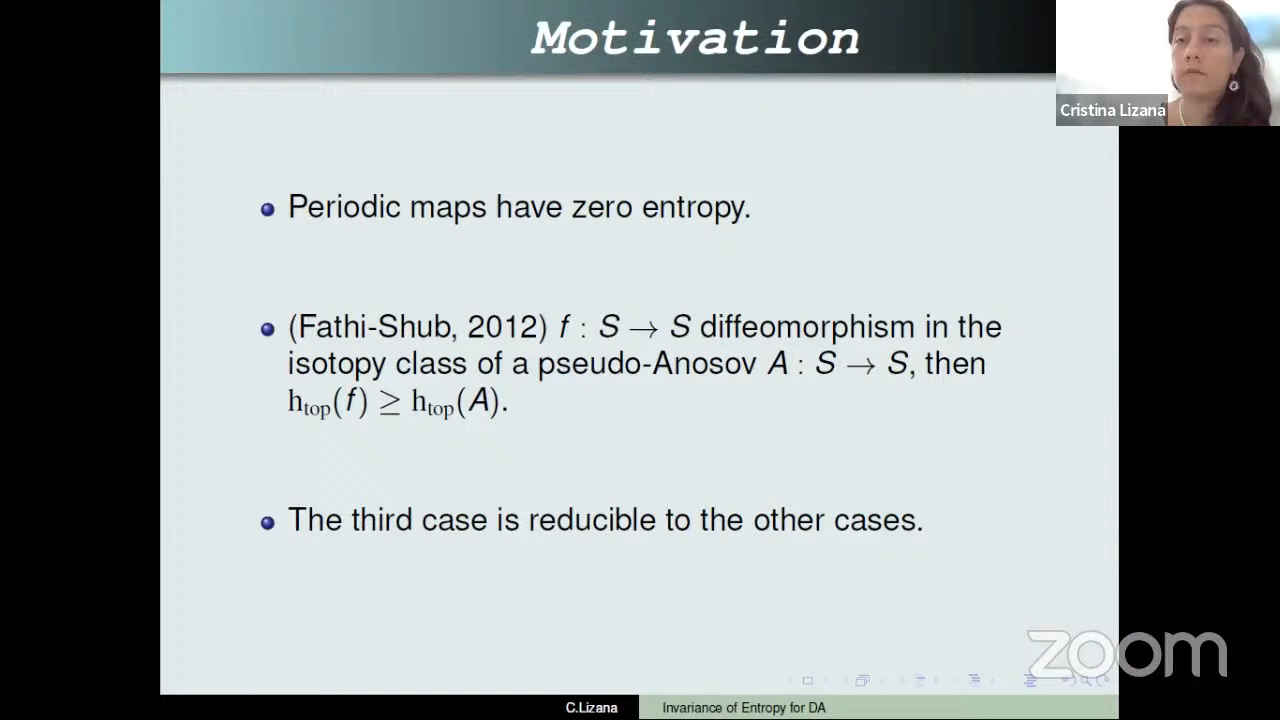 Motivation
Cristina Lizana
Periodic maps have zero entropy.
(Fathi-Shub, 2012) f : S → S diffeomorphism in the
isotopy class of a pseudo-Anosov A : S → S, then
h_top(f) ≥ h_top(A).
The third case is reducible to the other cases.
zoom
C.Lizana
Invariance of Entropy for DA